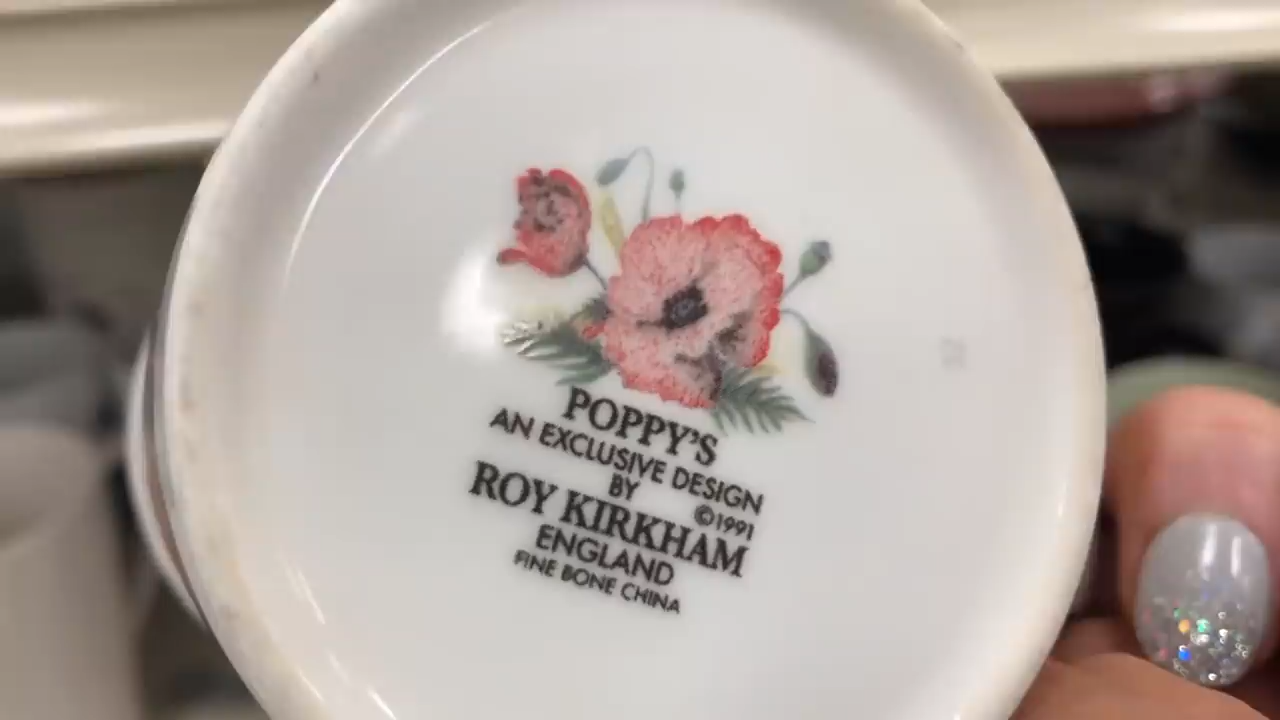 POPPY'S
AN EXCLUSIVE DESIGN
BY
©1991
ROY KIRKHAM
ENGLAND
FINE BONE CHINA